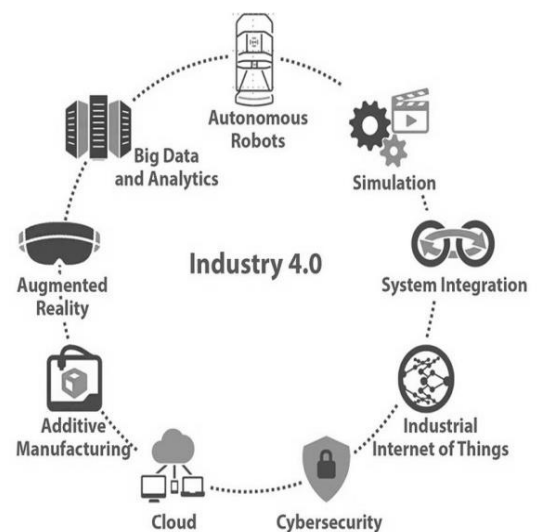 Autonomous
Robots
Simulation
System Integration
Industrial
Internet of Things
Cybersecurity
Cloud
Additive
Manufacturing
Augmented
Reality
Big Data
and Analytics
Industry 4.0